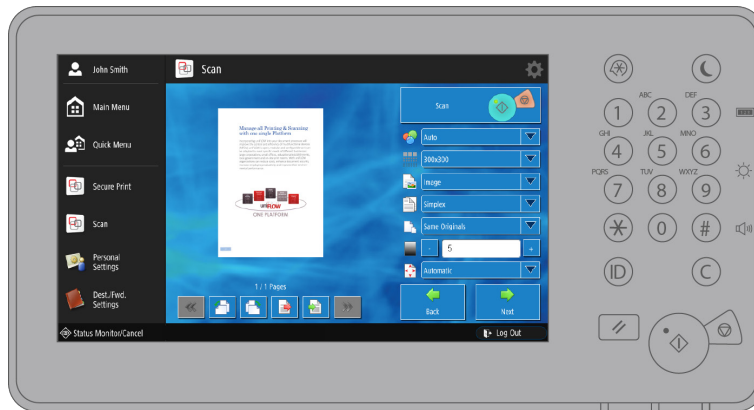 John Smith
Scan
Main Menu
Quick Menu
Secure Print
Scan
Personal
Settings
Dest./Fwd.
Settings
Manage all Printing & Scanning
with one single Platform
uniFLOW
ONE PLATFORM
1 / 1 Pages
Scan
Auto
300x300
Image
Simplex
Same Originals
- 5 +
Automatic
Back
Next
Status Monitor/Cancel
Log Out
ABC
DEF
1
2
3
GHI
JKL
MNO
4
5
6
PQRS
TUV
WXYZ
7
8
9
0
#
ID
C